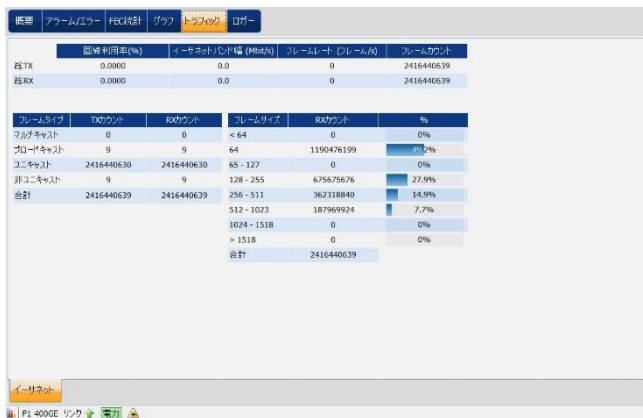 概要 アラーム/エラー FEC統計 グラフ トラフィック ロガー
回線利用率(%) イーサネットバンド幅 (Mbit/s) フレームレート (フレーム/s) フレームカウント
総TX 0.0000 0.0 0 2416440639
総RX 0.0000 0.0 0 2416440639
フレームタイプ TXカウント RXカウント フレームサイズ RXカウント %
マルチキャスト 0 0 < 64 0 0%
ブロードキャスト 9 9 64 1190476199 49.2%
ユニキャスト 2416440630 2416440630 65 - 127 0 0%
非ユニキャスト 9 9 128 - 255 675675676 27.9%
合計 2416440639 2416440639 256 - 511 362318840 14.9%
512 - 1023 187969924 7.7%
1024 - 1518 0 0%
> 1518 0 0%
合計 2416440639
イーサネット
P1 400GE リンク 電力